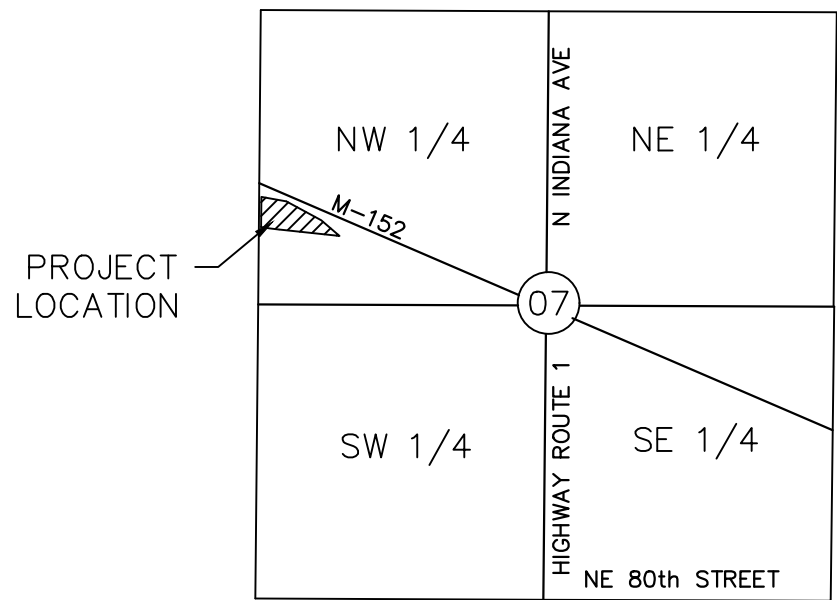 NW 1/4
N INDIANA AVE
NE 1/4
M-152
PROJECT
LOCATION
07
SW 1/4
HIGHWAY ROUTE 1
SE 1/4
NE 80th STREET